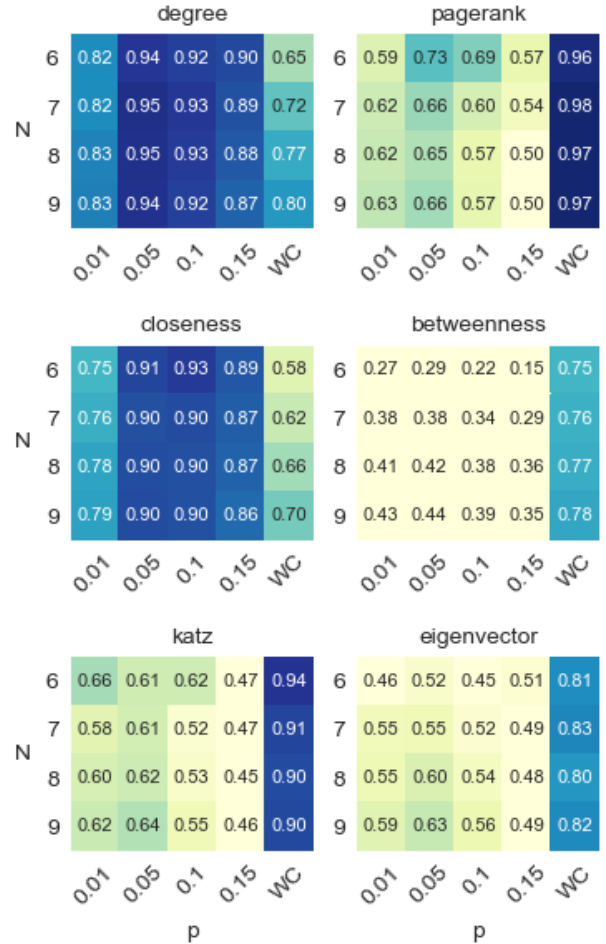 degree
6 0.82 0.94 0.92 0.90 0.65
7 0.82 0.95 0.93 0.89 0.72
N
8 0.83 0.95 0.93 0.88 0.77
9 0.83 0.94 0.92 0.87 0.80
0.01 0.05 0.1 0.15 WC
pagerank
6 0.59 0.73 0.69 0.57 0.96
7 0.62 0.66 0.60 0.54 0.98
8 0.62 0.65 0.57 0.50 0.97
9 0.63 0.66 0.57 0.50 0.97
0.01 0.05 0.1 0.15 WC
closeness
6 0.75 0.91 0.93 0.89 0.58
7 0.76 0.90 0.90 0.87 0.62
N
8 0.78 0.90 0.90 0.87 0.66
9 0.79 0.90 0.90 0.86 0.70
0.01 0.05 0.1 0.15 WC
betweenness
6 0.27 0.29 0.22 0.15 0.75
7 0.38 0.38 0.34 0.29 0.76
8 0.41 0.42 0.38 0.36 0.77
9 0.43 0.44 0.39 0.35 0.78
0.01 0.05 0.1 0.15 WC
katz
6 0.66 0.61 0.62 0.47 0.94
7 0.58 0.61 0.52 0.47 0.91
N
8 0.60 0.62 0.53 0.45 0.90
9 0.62 0.64 0.55 0.46 0.90
0.01 0.05 0.1 0.15 WC
p
eigenvector
6 0.46 0.52 0.45 0.51 0.81
7 0.55 0.55 0.52 0.49 0.83
8 0.55 0.60 0.54 0.48 0.80
9 0.59 0.63 0.56 0.49 0.82
0.01 0.05 0.1 0.15 WC
p